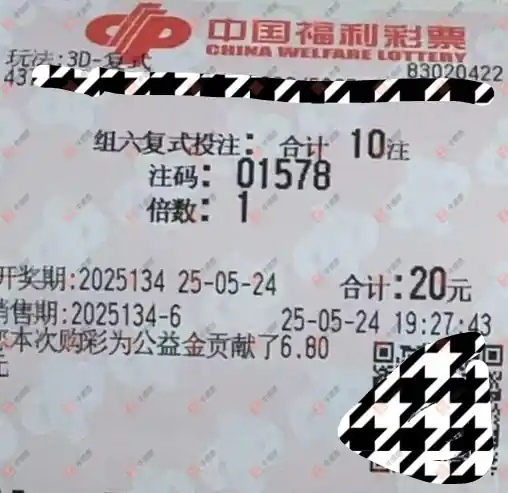 中国福利彩票
CHINA WELFARE LOTTERY
玩法:3D-复式
83020422
组六复式投注: 合计 10注
注码: 01578
倍数: 1
开奖期:2025134 25-05-24 合计:20元
销售期:2025134-6 25-05-24 19:27:43
您本次购彩为公益金贡献了6.80
元